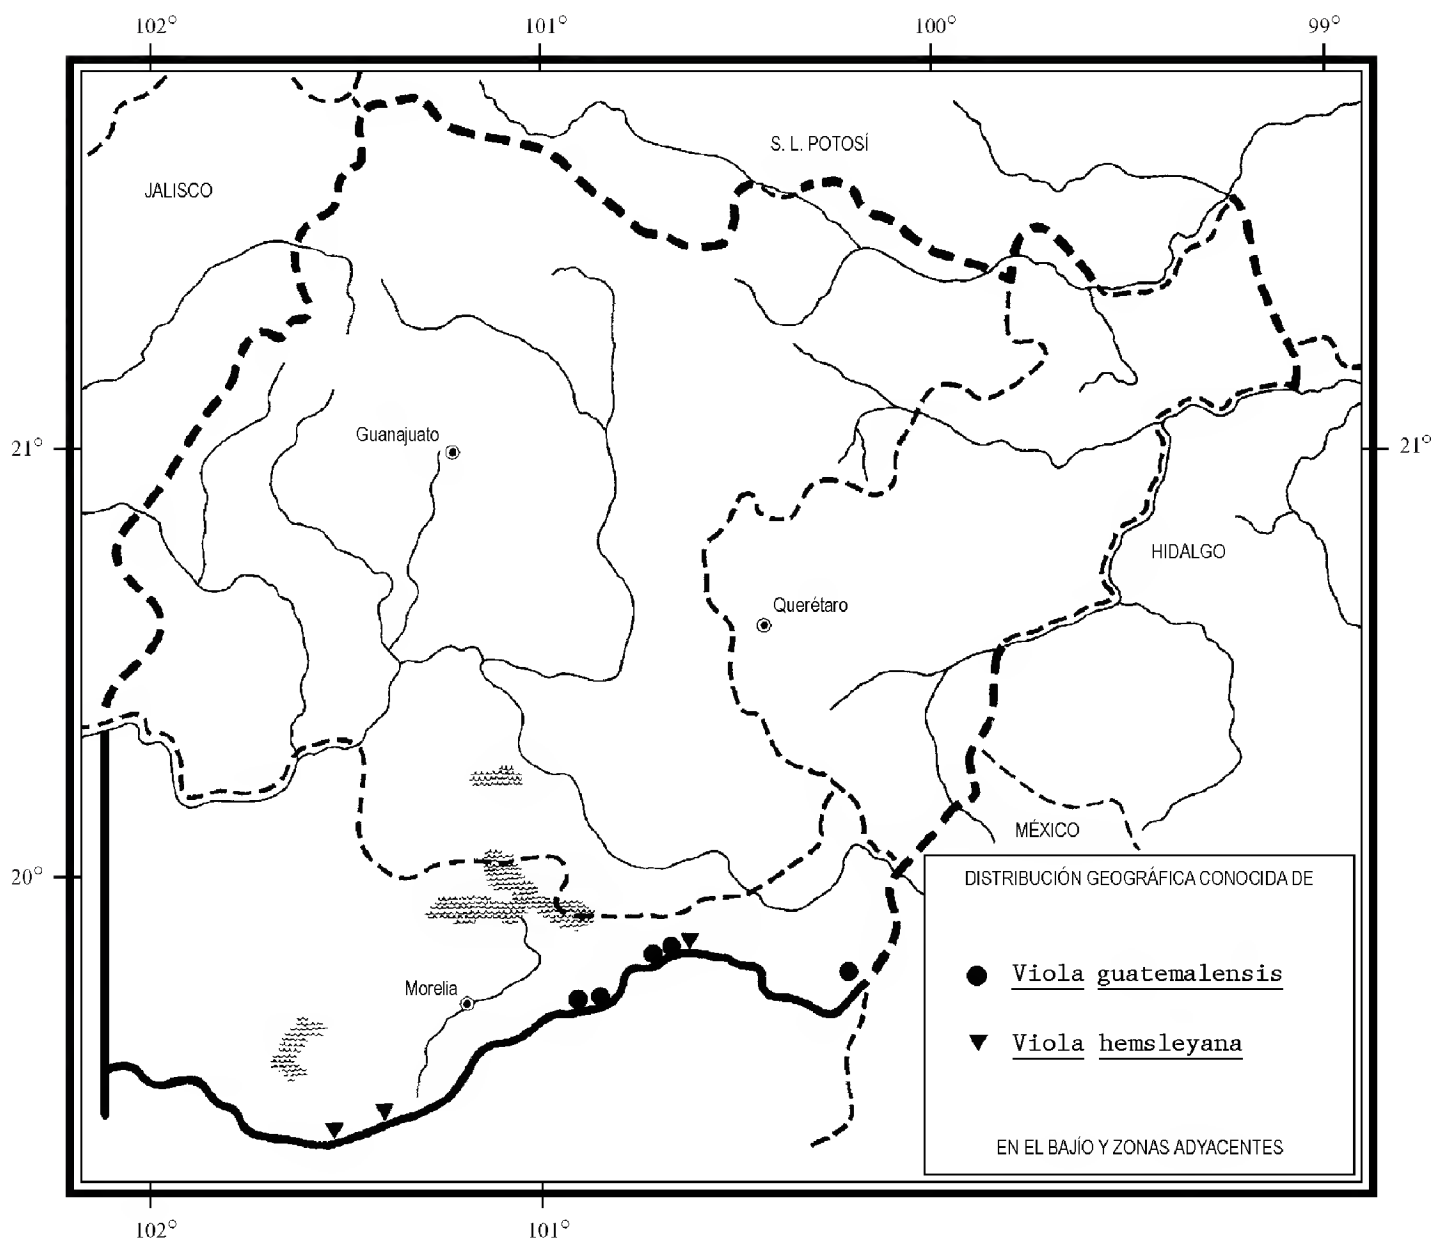 102° 101° 100° 99°
S. L. POTOSÍ
JALISCO
Guanajuato
21° 21°
HIDALGO
Querétaro
MÉXICO
20°
DISTRIBUCIÓN GEOGRÁFICA CONOCIDA DE
Viola guatemalensis
Morelia
Viola hemsleyana
EN EL BAJÍO Y ZONAS ADYACENTES
102° 101°